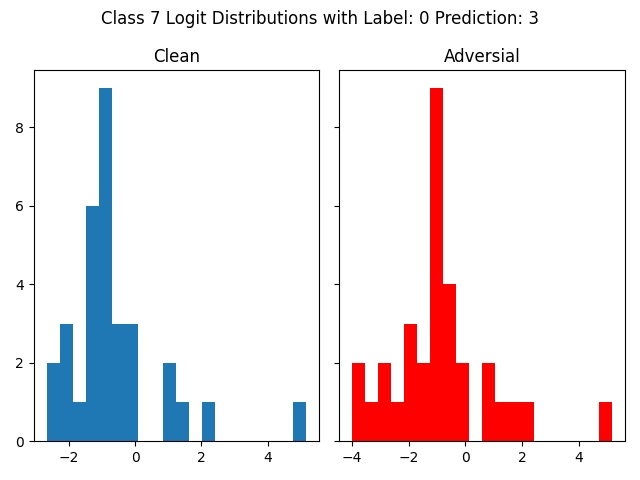 Class 7 Logit Distributions with Label: 0 Prediction: 3
Clean
Adversial
8
6
4
2
0
−2 0 2 4
−4 −2 0 2 4